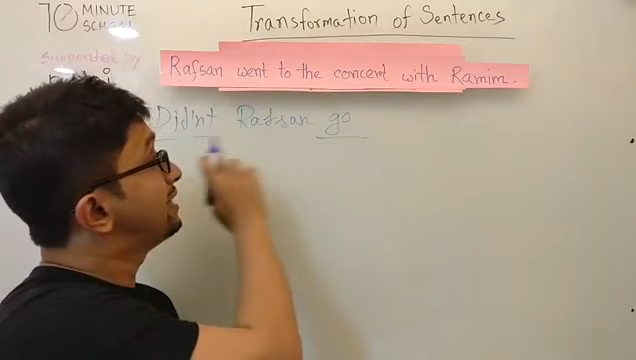 10 MINUTE
SCHOOL
Transformation of Sentences
Rafsan went to the concert with Ramim.
Didn't Rafsan go